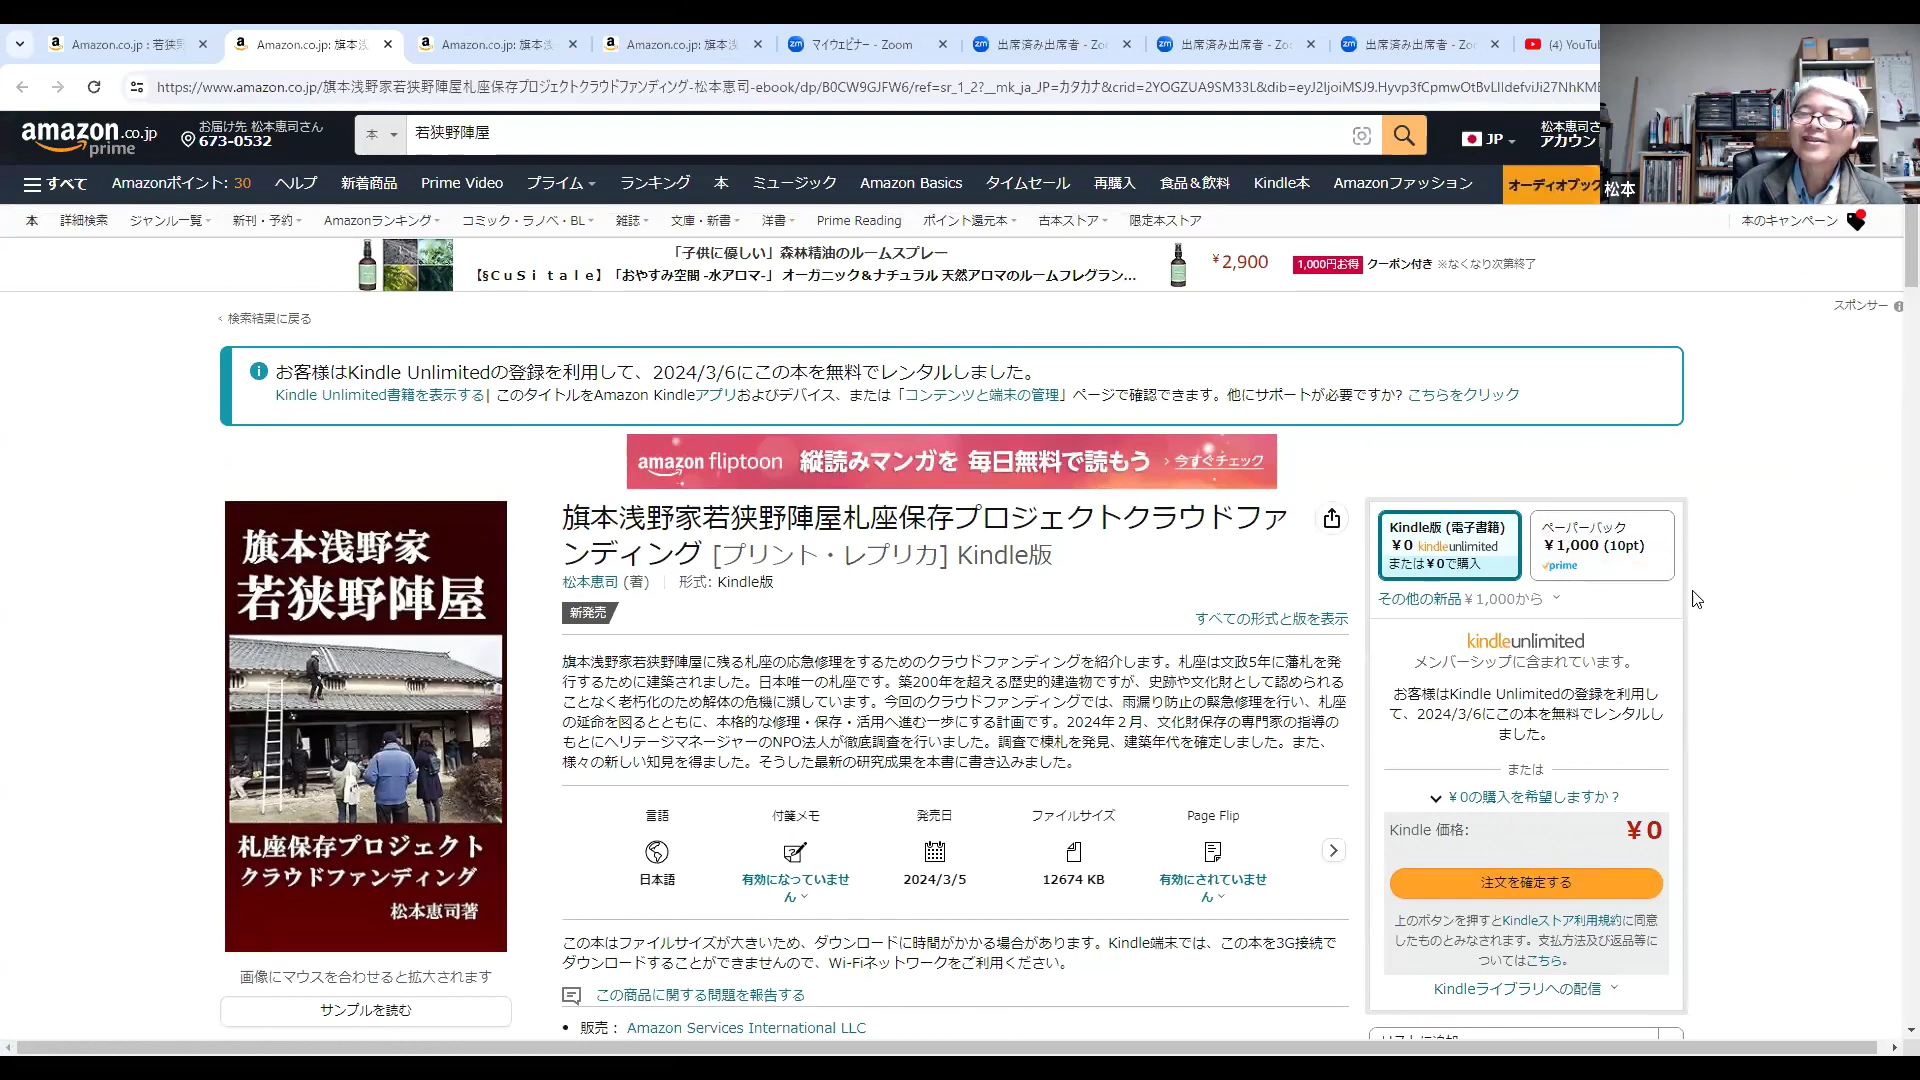 Amazon.co.jp : 若狭野
Amazon.co.jp: 旗本浅
Amazon.co.jp: 旗本浅
Amazon.co.jp: 旗本浅
マイウェビナー - Zoom
出席済み出席者 - Zo
出席済み出席者 - Zo
出席済み出席者 - Zo
(4) YouTu
amazon.co.jp
prime
お届け先 松本恵司さん
673-0532
本
若狭野陣屋
JP
松本恵司さ
アカウン
松本
すべて Amazonポイント: 30 ヘルプ 新着商品 Prime Video プライム ランキング 本 ミュージック Amazon Basics タイムセール 再購入 食品＆飲料 Kindle本 Amazonファッション オーディオブック
本 詳細検索 ジャンル一覧 新刊・予約 Amazonランキング コミック・ラノベ・BL 雑誌 文庫・新書 洋書 Prime Reading ポイント還元本 古本ストア 限定本ストア 本のキャンペーン
「子供に優しい」森林精油のルームスプレー
【§ＣｕＳｉｔａｌｅ】「おやすみ空間 -水アロマ-」 オーガニック＆ナチュラル 天然アロマのルームフレグラン...
¥2,900
1,000円お得 クーポン付き ※なくなり次第終了
スポンサー
‹ 検索結果に戻る
お客様はKindle Unlimitedの登録を利用して、2024/3/6にこの本を無料でレンタルしました。
Kindle Unlimited書籍を表示する| このタイトルをAmazon Kindleアプリおよびデバイス、または「コンテンツと端末の管理」ページで確認できます。他にサポートが必要ですか? こちらをクリック
amazon fliptoon 縦読みマンガを 毎日無料で読もう › 今すぐチェック
旗本浅野家
若狭野陣屋
札座保存プロジェクト
クラウドファンディング
松本恵司著
画像にマウスを合わせると拡大されます
サンプルを読む
旗本浅野家若狭野陣屋札座保存プロジェクトクラウドファ
ンディング [プリント・レプリカ] Kindle版
松本恵司 (著) 形式: Kindle版
新発売
すべての形式と版を表示
旗本浅野家若狭野陣屋に残る札座の応急修理をするためのクラウドファンディングを紹介します。札座は文政5年に藩札を発
行するために建築されました。日本唯一の札座です。築200年を超える歴史的建造物ですが、史跡や文化財として認められる
ことなく老朽化のため解体の危機に瀕しています。今回のクラウドファンディングでは、雨漏り防止の緊急修理を行い、札座
の延命を図るとともに、本格的な修理・保存・活用へ進む一歩にする計画です。2024年２月、文化財保存の専門家の指導の
もとにヘリテージマネージャーのNPO法人が徹底調査を行いました。調査で棟札を発見、建築年代を確定しました。また、
様々の新しい知見を得ました。そうした最新の研究成果を本書に書き込みました。
言語 付箋メモ 発売日 ファイルサイズ Page Flip
日本語 有効になっていませ 2024/3/5 12674 KB 有効にされていませ
ん ん
この本はファイルサイズが大きいため、ダウンロードに時間がかかる場合があります。Kindle端末では、この本を3G接続で
ダウンロードすることができませんので、Wi-Fiネットワークをご利用ください。
この商品に関する問題を報告する
• 販売： Amazon Services International LLC
Kindle版 (電子書籍)
¥0 kindleunlimited
または¥0で購入
ペーパーバック
¥1,000 (10pt)
prime
その他の新品 ¥1,000から
kindleunlimited
メンバーシップに含まれています。
お客様はKindle Unlimitedの登録を利用し
て、2024/3/6にこの本を無料でレンタルし
ました。
または
¥0の購入を希望しますか？
Kindle 価格: ¥0
注文を確定する
上のボタンを押すとKindleストア利用規約に同意
したものとみなされます。支払方法及び返品等に
ついてはこちら。
Kindleライブラリへの配信